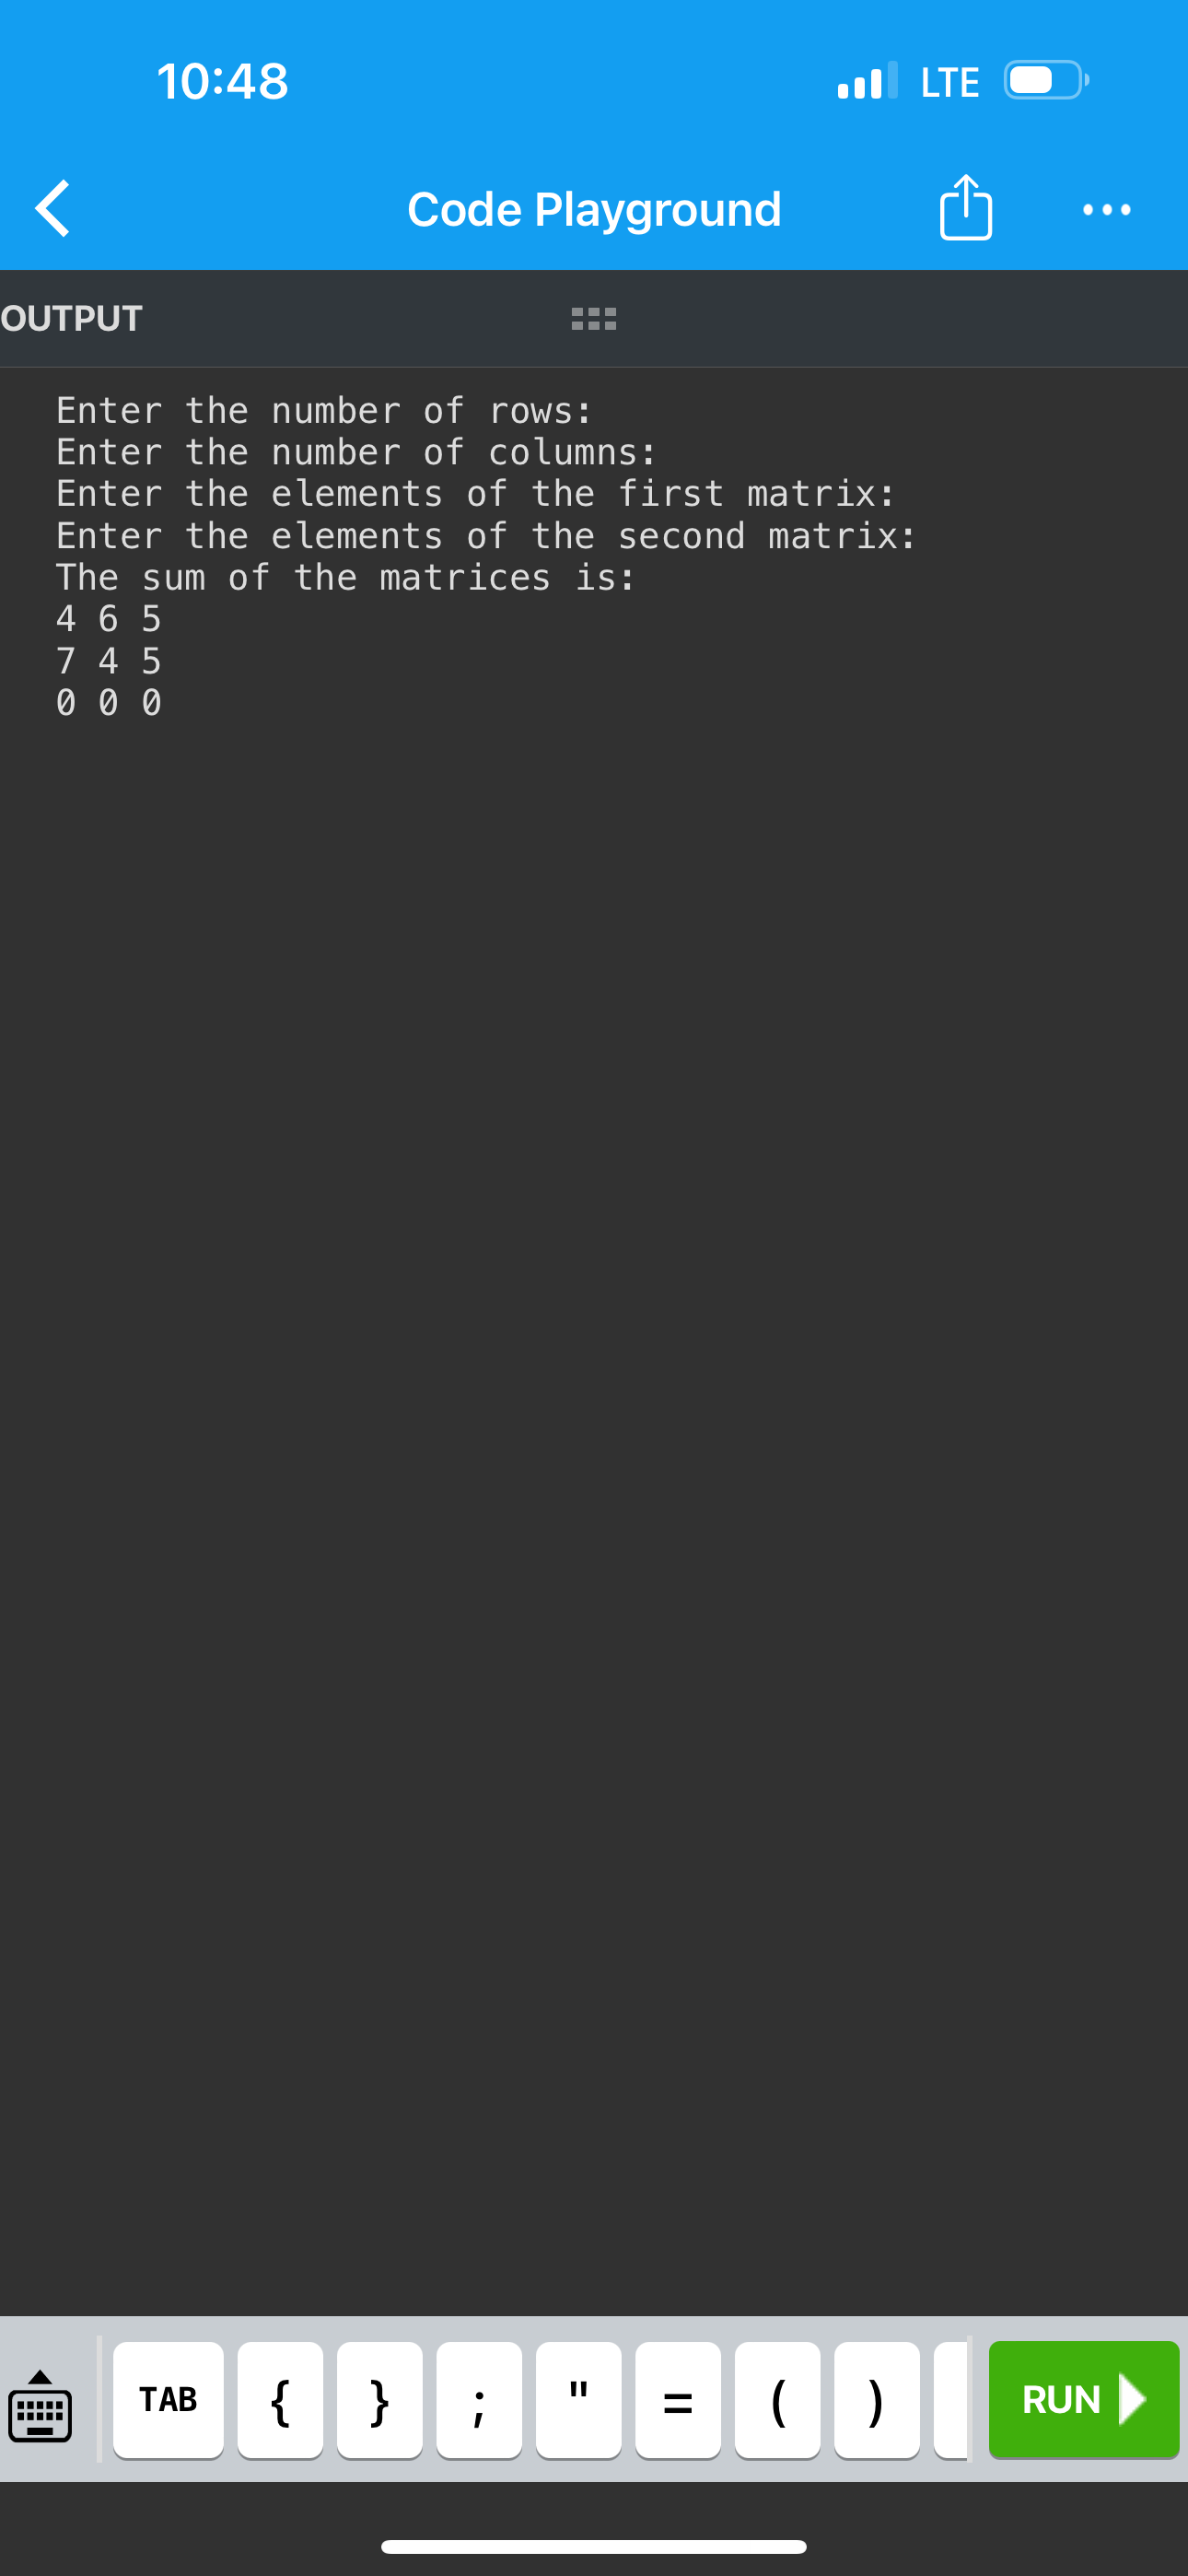 10:48 LTE
Code Playground
OUTPUT
Enter the number of rows:
Enter the number of columns:
Enter the elements of the first matrix:
Enter the elements of the second matrix:
The sum of the matrices is:
4 6 5
7 4 5
0 0 0
TAB { } ; " = ( ) RUN